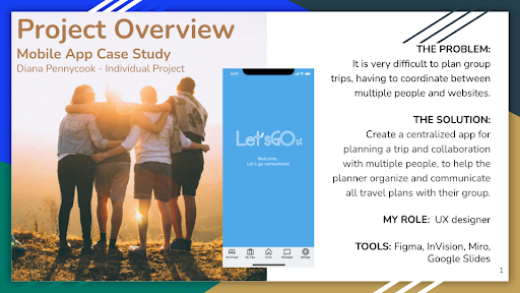 Project Overview
Mobile App Case Study
Diana Pennycook - Individual Project
Let'sGO
Welcome,
Let's go somewhere
THE PROBLEM:
It is very difficult to plan group
trips, having to coordinate between
multiple people and websites.
THE SOLUTION:
Create a centralized app for
planning a trip and collaboration
with multiple people, to help the
planner organize and communicate
all travel plans with their group.
MY ROLE: UX designer
TOOLS: Figma, InVision, Miro,
Google Slides
1